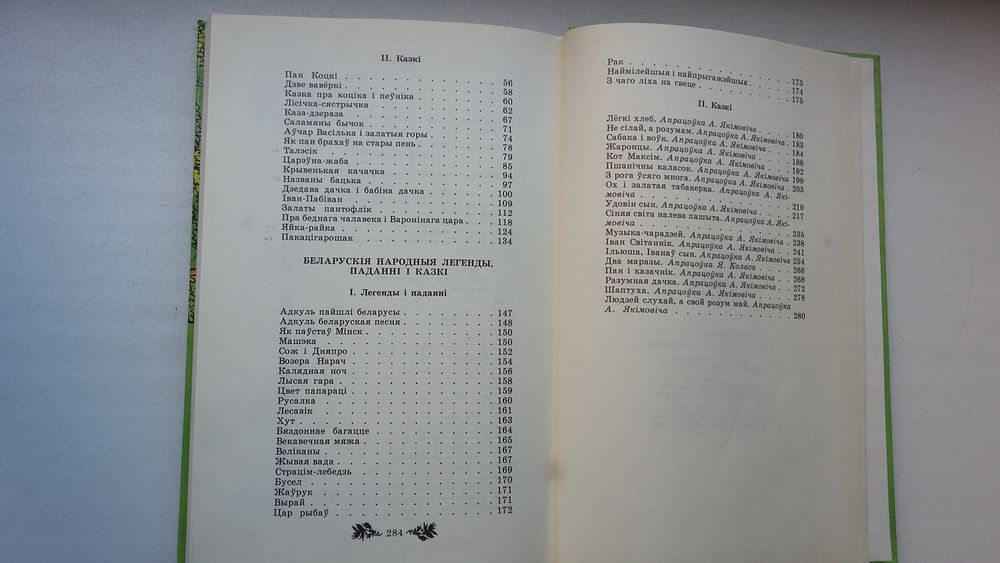 II. Казкі
Пан Коцкі . . . . . . . . . . . 56
Дзве вавёркі . . . . . . . . . . . 58
Казка пра коціка і пеўніка . . . . . . . . 60
Лісічка-сястрычка . . . . . . . . . . 62
Каза-дзераза . . . . . . . . . . . 67
Саламяны бычок . . . . . . . . . . 71
Аўчар Васілька і залатыя горы . . . . . . . 74
Як пан брахаў на стары пень . . . . . . . . 78
Талэсік . . . . . . . . . . . . 79
Царэўна-жаба . . . . . . . . . . . 85
Крывенькая качачка . . . . . . . . . 94
Названы бацька . . . . . . . . . . 97
Дзедава дачка і бабіна дачка . . . . . . . . 100
Іван-Пабіван . . . . . . . . . . . 109
Залаты пантофлік . . . . . . . . . . 112
Пра беднага чалавека і Варонінага цара . . . . . 118
Яйка-райка . . . . . . . . . . . 124
Пакацігарошак . . . . . . . . . . 134
БЕЛАРУСКІЯ НАРОДНЫЯ ЛЕГЕНДЫ,
ПАДАННІ І КАЗКІ
I. Легенды і паданні
Адкуль пайшлі беларусы . . . . . . . . 147
Адкуль беларуская песня . . . . . . . . 148
Як паўстаў Мінск . . . . . . . . . . 150
Машэка . . . . . . . . . . . . 150
Сож і Дняпро . . . . . . . . . . . 152
Возера Нарач . . . . . . . . . . . 154
Калядная ноч . . . . . . . . . . . 156
Лысая гара . . . . . . . . . . . 158
Цвет папараці . . . . . . . . . . . 159
Русалка . . . . . . . . . . . . 160
Лесавік . . . . . . . . . . . . 161
Хут . . . . . . . . . . . . . 163
Бяздоннае багацце . . . . . . . . . . 164
Векавечная мяжа . . . . . . . . . . 165
Веліканы . . . . . . . . . . . . 167
Жывая вада . . . . . . . . . . . 167
Страцім-лебедзь . . . . . . . . . . 169
Бусел . . . . . . . . . . . . 170
Жаўрук . . . . . . . . . . . . 171
Вырай . . . . . . . . . . . . 171
Цар рыбаў . . . . . . . . . . . 172
284
Рак . . . . . . . . . . . . . 173
Наймілейшыя і найпрыгажэйшыя . . . . . 174
З чаго ліха на свеце . . . . . . . . . 175
II. Казкі
Лёгкі хлеб. Апрацоўка А. Якімовіча . . . . 180
Не сілай, а розумам. Апрацоўка А. Якімовіча . 183
Сабака і воўк. Апрацоўка А. Якімовіча . . . 184
Жаронцы. Апрацоўка А. Якімовіча . . . . 188
Кот Максім. Апрацоўка А. Якімовіча . . . . 192
Пшанічны каласок. Апрацоўка А. Якімовіча 199
З рога ўсяго многа. Апрацоўка А. Якімовіча . 203
Ох і залатая табакерка. Апрацоўка А. Які-
мовіча . . . . . . . . . . . . 210
Удовін сын. Апрацоўка А. Якімовіча . . . . 217
Сіняя світа налева пашыта. Апрацоўка А.Які-
мовіча . . . . . . . . . . . . 235
Музыка-чарадзей. Апрацоўка А. Якімовіча . 238
Іван Світаннік. Апрацоўка А. Якімовіча . . . 241
Ільюша, Іванаў сын. Апрацоўка А. Якімовіча 254
Два маразы. Апрацоўка Я. Коласа . . . . . 266
Пан і казачнік. Апрацоўка А. Якімовіча . . . 268
Разумная дачка. Апрацоўка А. Якімовіча . . 272
Шаптуха. Апрацоўка А. Якімовіча . . . . . 278
Людзей слухай, а свой розум май. Апрацоўка
А. Якімовіча . . . . . . . . . . 280